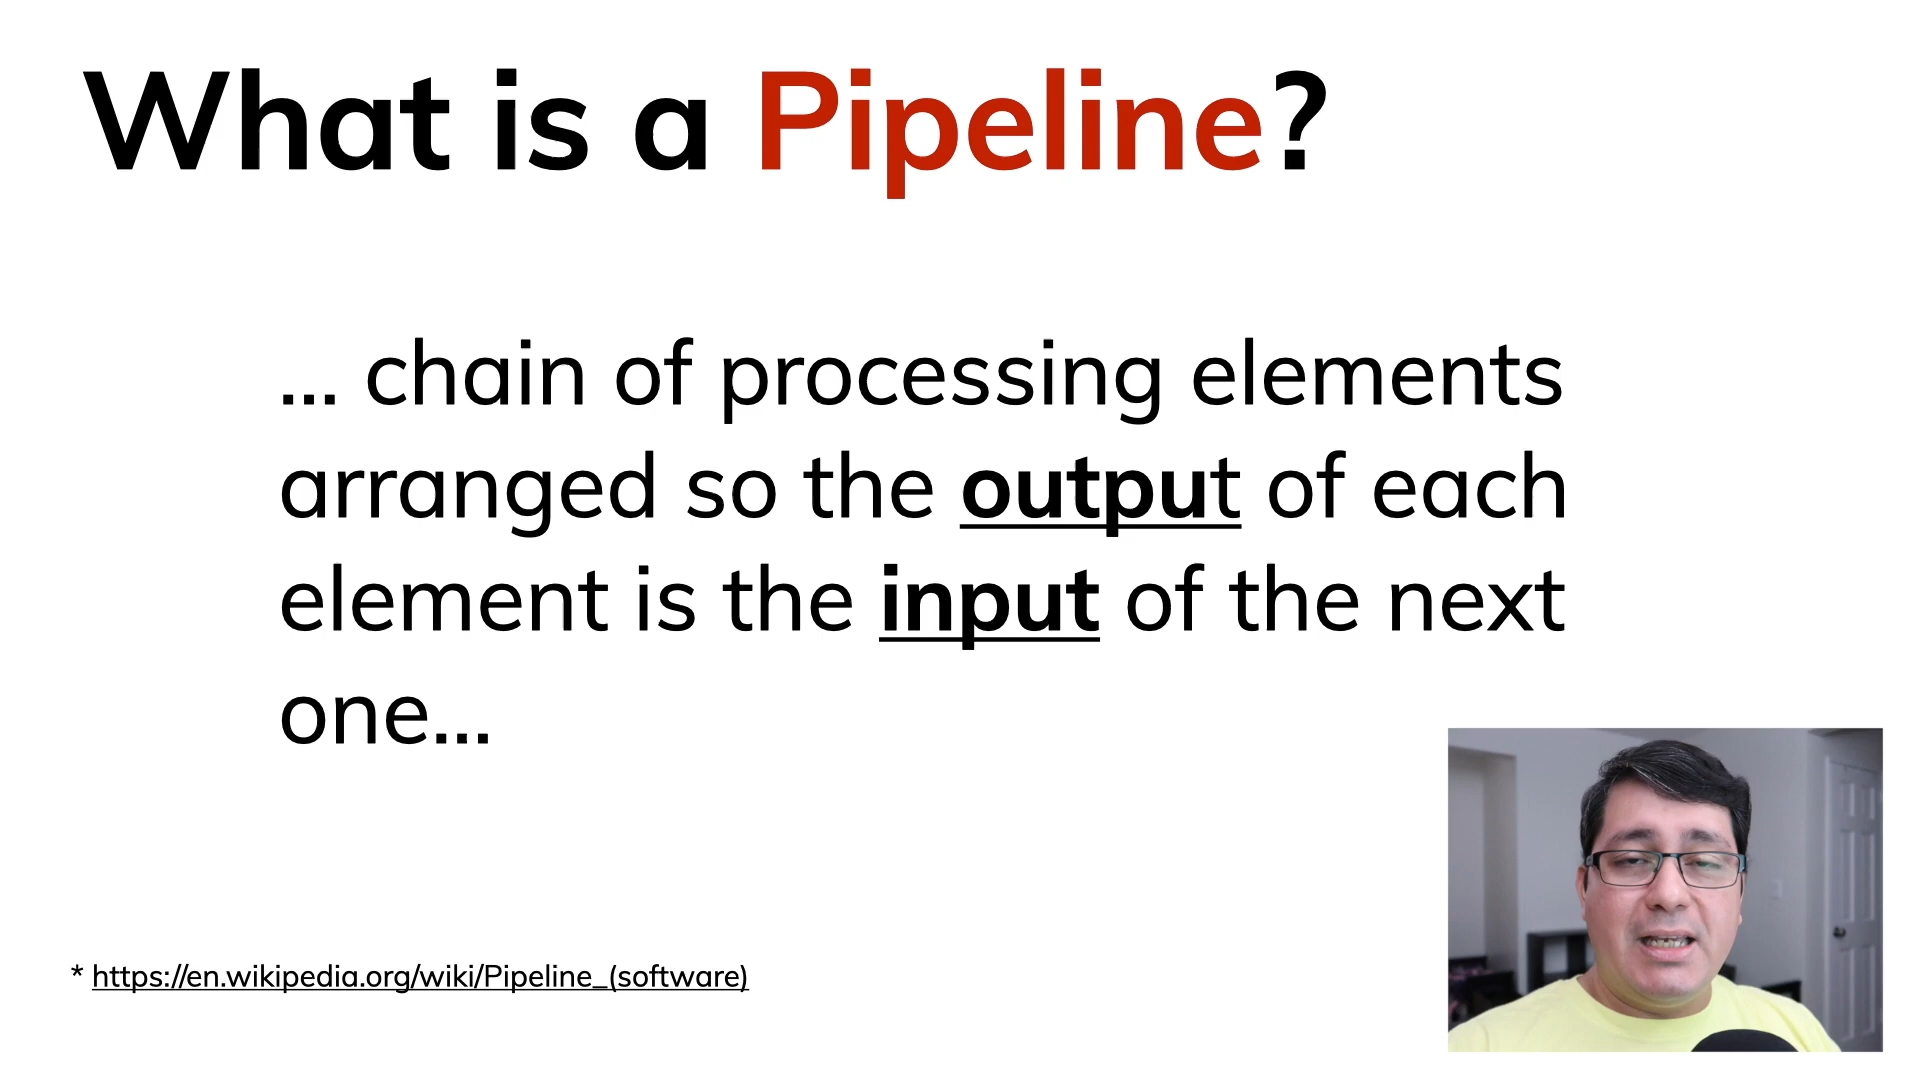 What is a Pipeline?
... chain of processing elements
arranged so the output of each
element is the input of the next
one...
* https://en.wikipedia.org/wiki/Pipeline_(software)